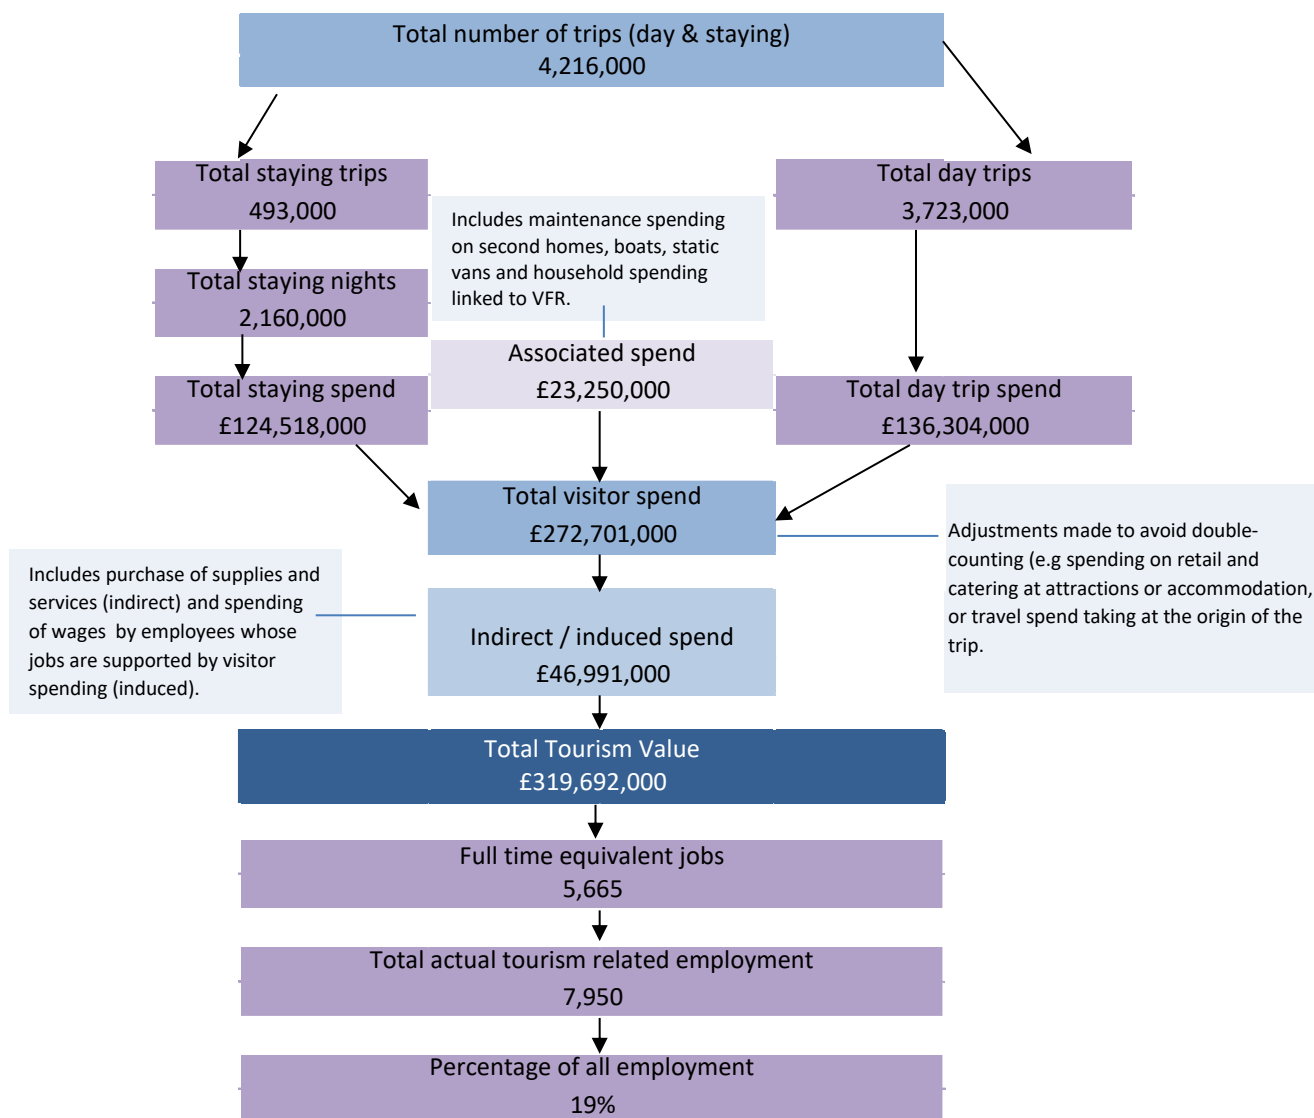 Total number of trips (day & staying)
4,216,000
Total staying trips
493,000
Total day trips
3,723,000
Includes maintenance spending
on second homes, boats, static
vans and household spending
linked to VFR.
Total staying nights
2,160,000
Associated spend
£23,250,000
Total staying spend
£124,518,000
Total day trip spend
£136,304,000
Total visitor spend
£272,701,000
Adjustments made to avoid double-
counting (e.g spending on retail and
catering at attractions or accommodation,
or travel spend taking at the origin of the
trip.
Includes purchase of supplies and
services (indirect) and spending
of wages by employees whose
jobs are supported by visitor
spending (induced).
Indirect / induced spend
£46,991,000
Total Tourism Value
£319,692,000
Full time equivalent jobs
5,665
Total actual tourism related employment
7,950
Percentage of all employment
19%